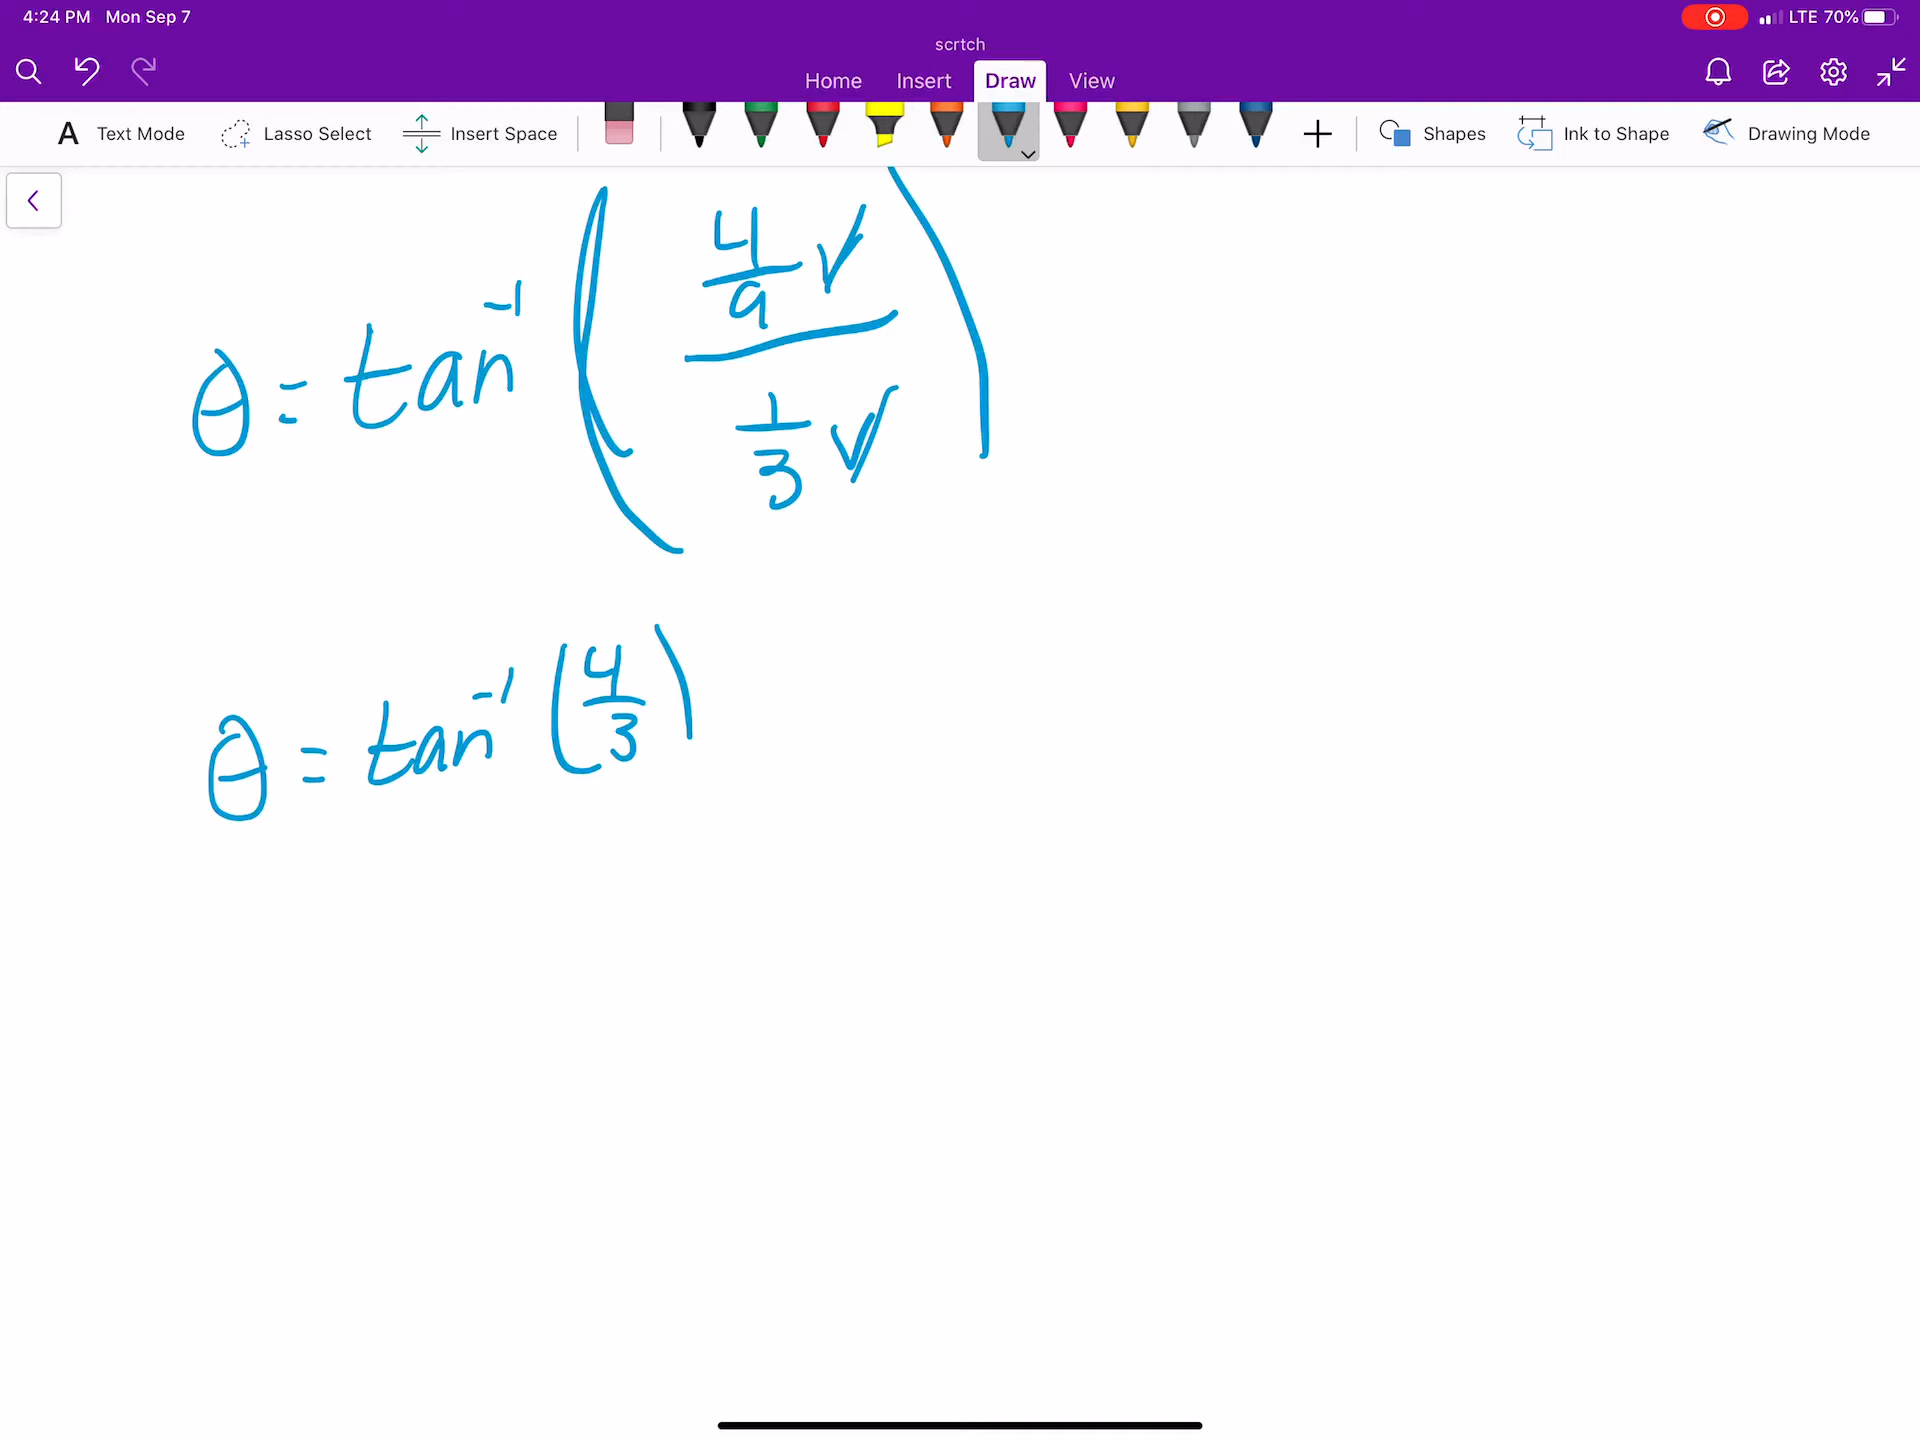 4:24 PM Mon Sep 7
LTE 70%
scrtch
Home Insert Draw View
A Text Mode Lasso Select Insert Space Shapes Ink to Shape Drawing Mode
θ = tan⁻¹ ( (4/9 v) / (1/3 v) )
θ = tan⁻¹ (4/3)